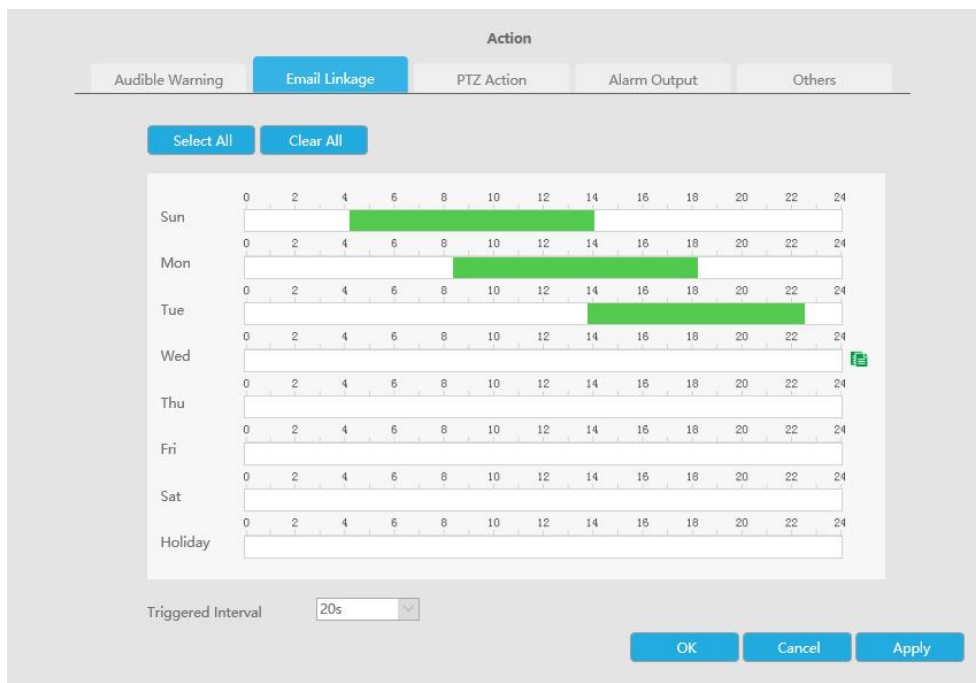 Action
Audible Warning Email Linkage PTZ Action Alarm Output Others
Select All Clear All
0 2 4 6 8 10 12 14 16 18 20 22 24
Sun
0 2 4 6 8 10 12 14 16 18 20 22 24
Mon
0 2 4 6 8 10 12 14 16 18 20 22 24
Tue
0 2 4 6 8 10 12 14 16 18 20 22 24
Wed
0 2 4 6 8 10 12 14 16 18 20 22 24
Thu
0 2 4 6 8 10 12 14 16 18 20 22 24
Fri
0 2 4 6 8 10 12 14 16 18 20 22 24
Sat
0 2 4 6 8 10 12 14 16 18 20 22 24
Holiday
Triggered Interval 20s
OK Cancel Apply